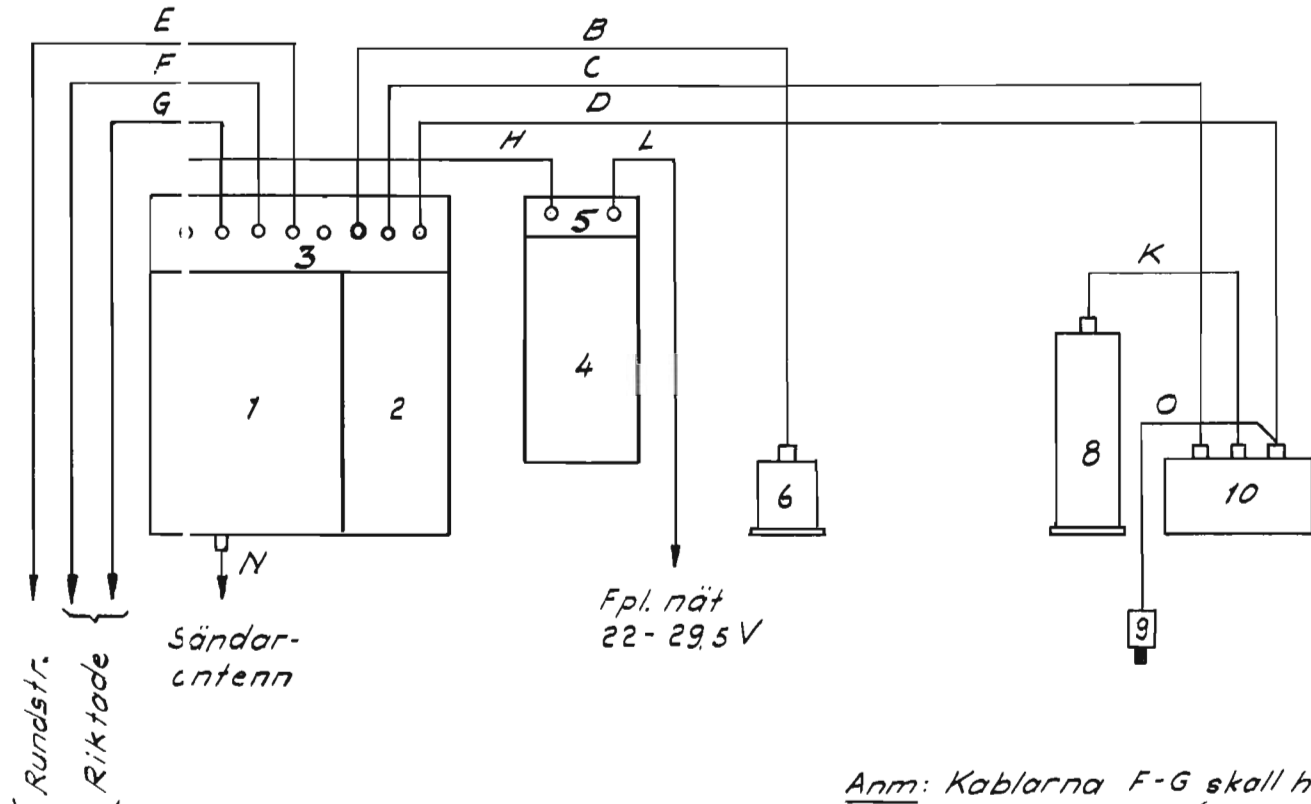 E
B
F
C
G
D
H
L
5
3
K
4
O
1
2
8
6
10
N
9
Fpl. nät
22-29,5 V
Sändar-
antenn
Rundstr.
Riktade
Anm: Kablarna F-G skall h